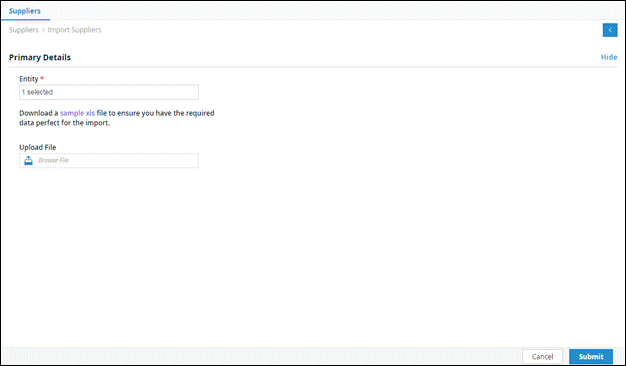 Suppliers
Suppliers > Import Suppliers
Primary Details
Hide
Entity *
1 selected
Download a sample xls file to ensure you have the required
data perfect for the import.
Upload File
Browse File
Cancel
Submit